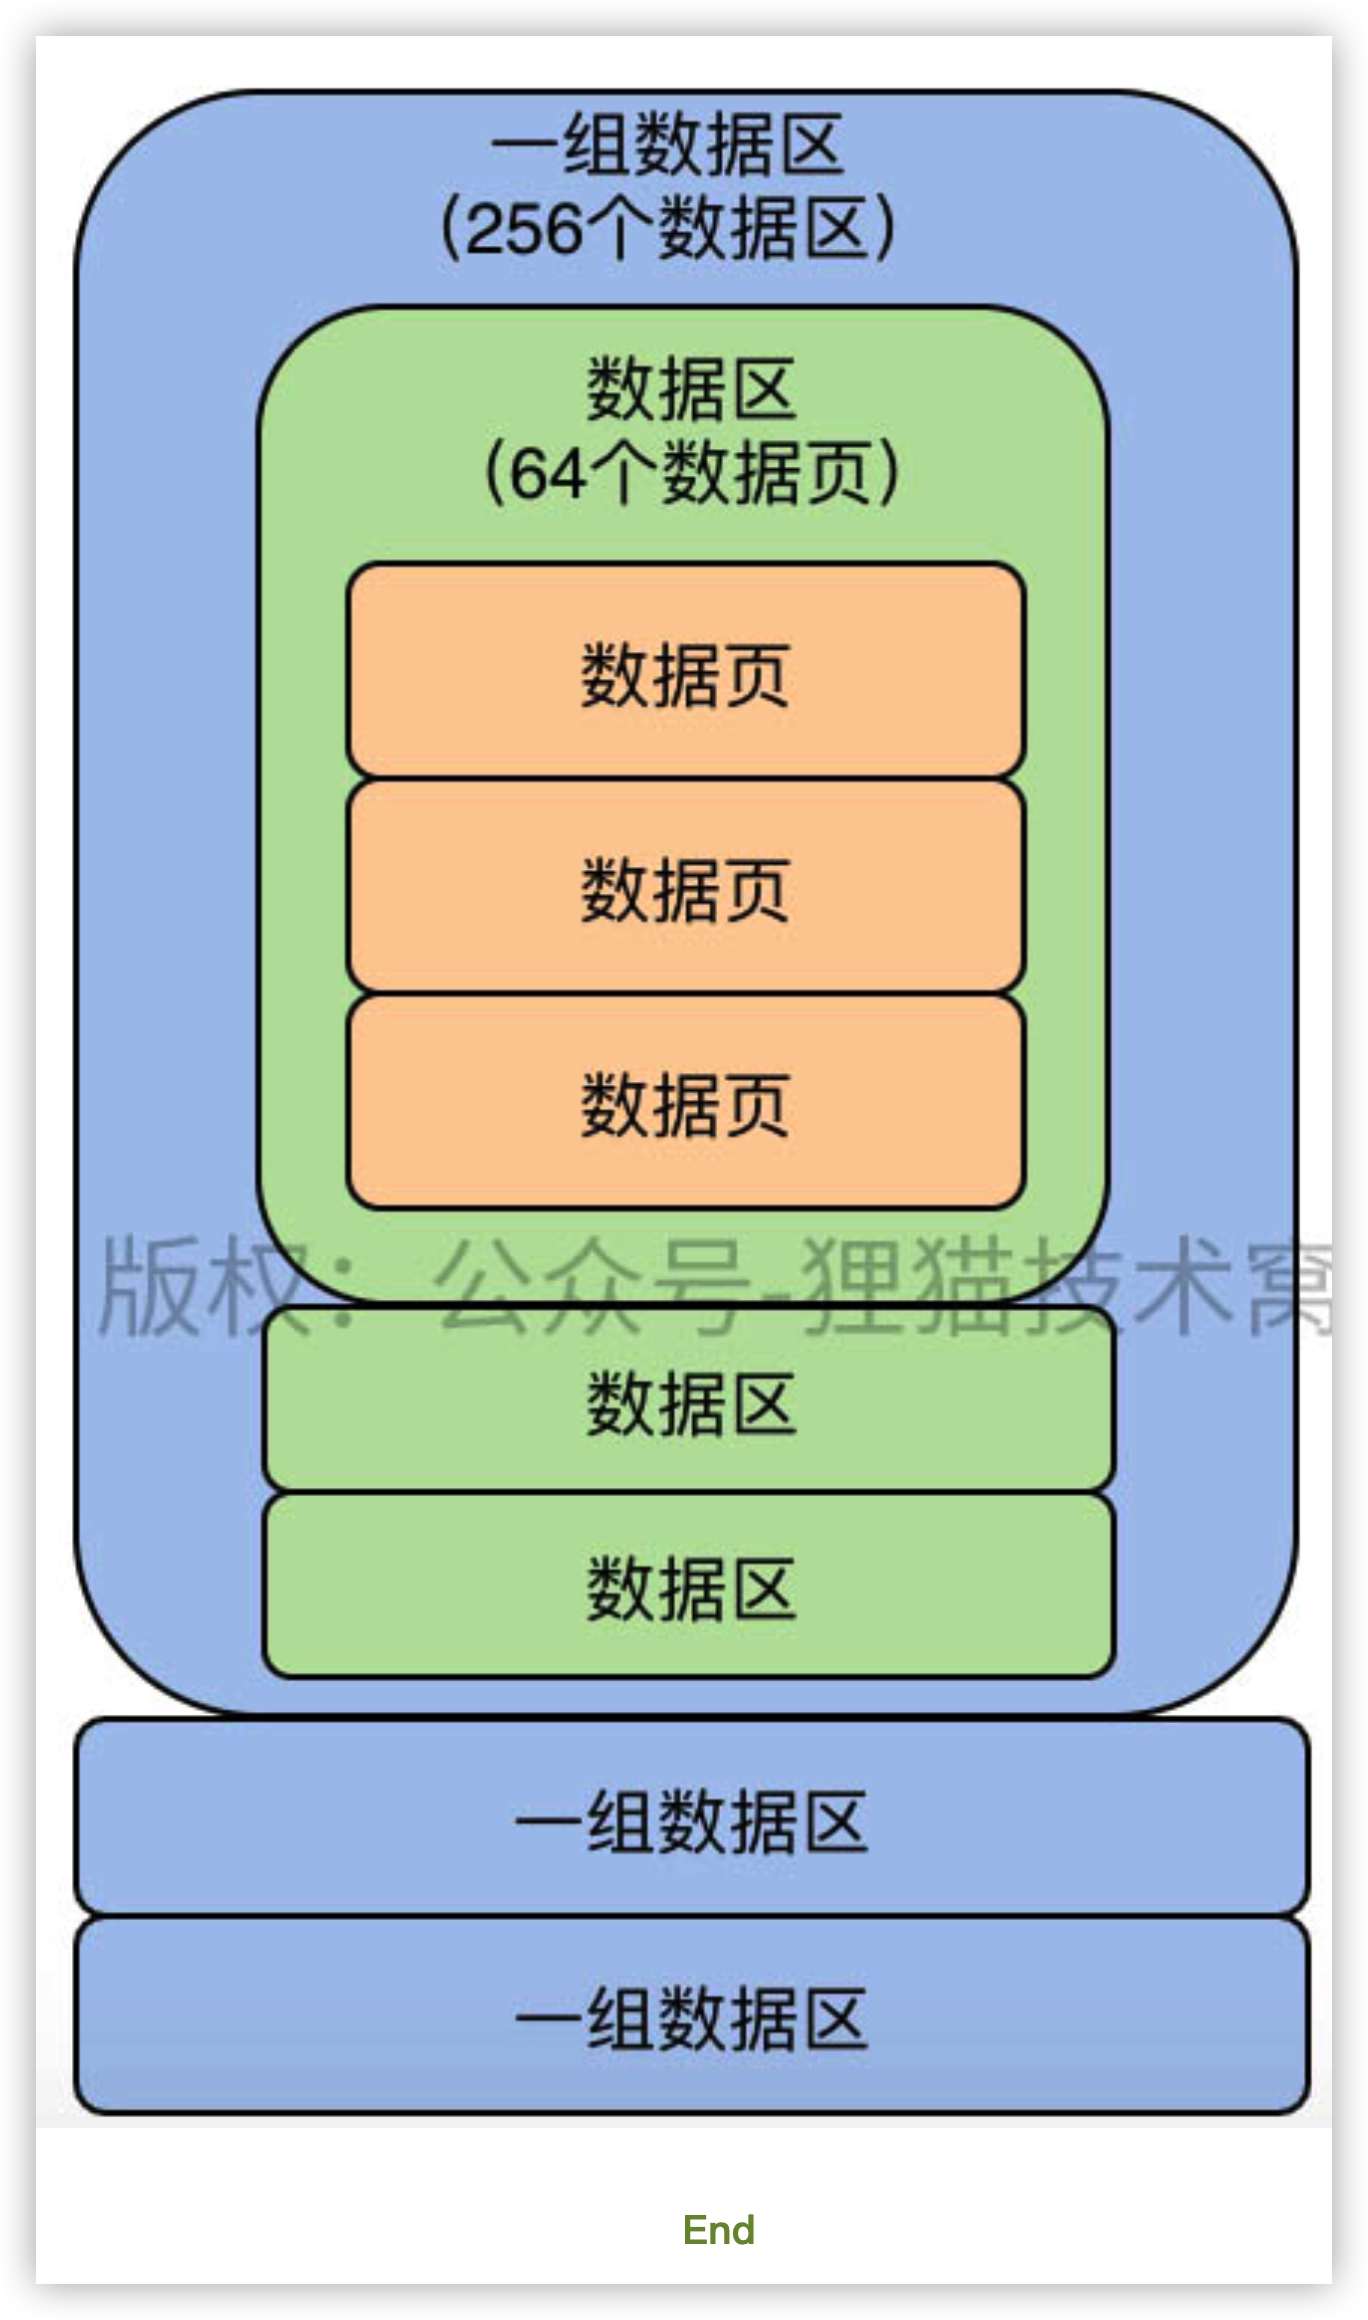 一组数据区
（256个数据区）
数据区
（64个数据页）
数据页
数据页
数据页
版权：公众号-狸猫技术窝
数据区
数据区
一组数据区
一组数据区
End